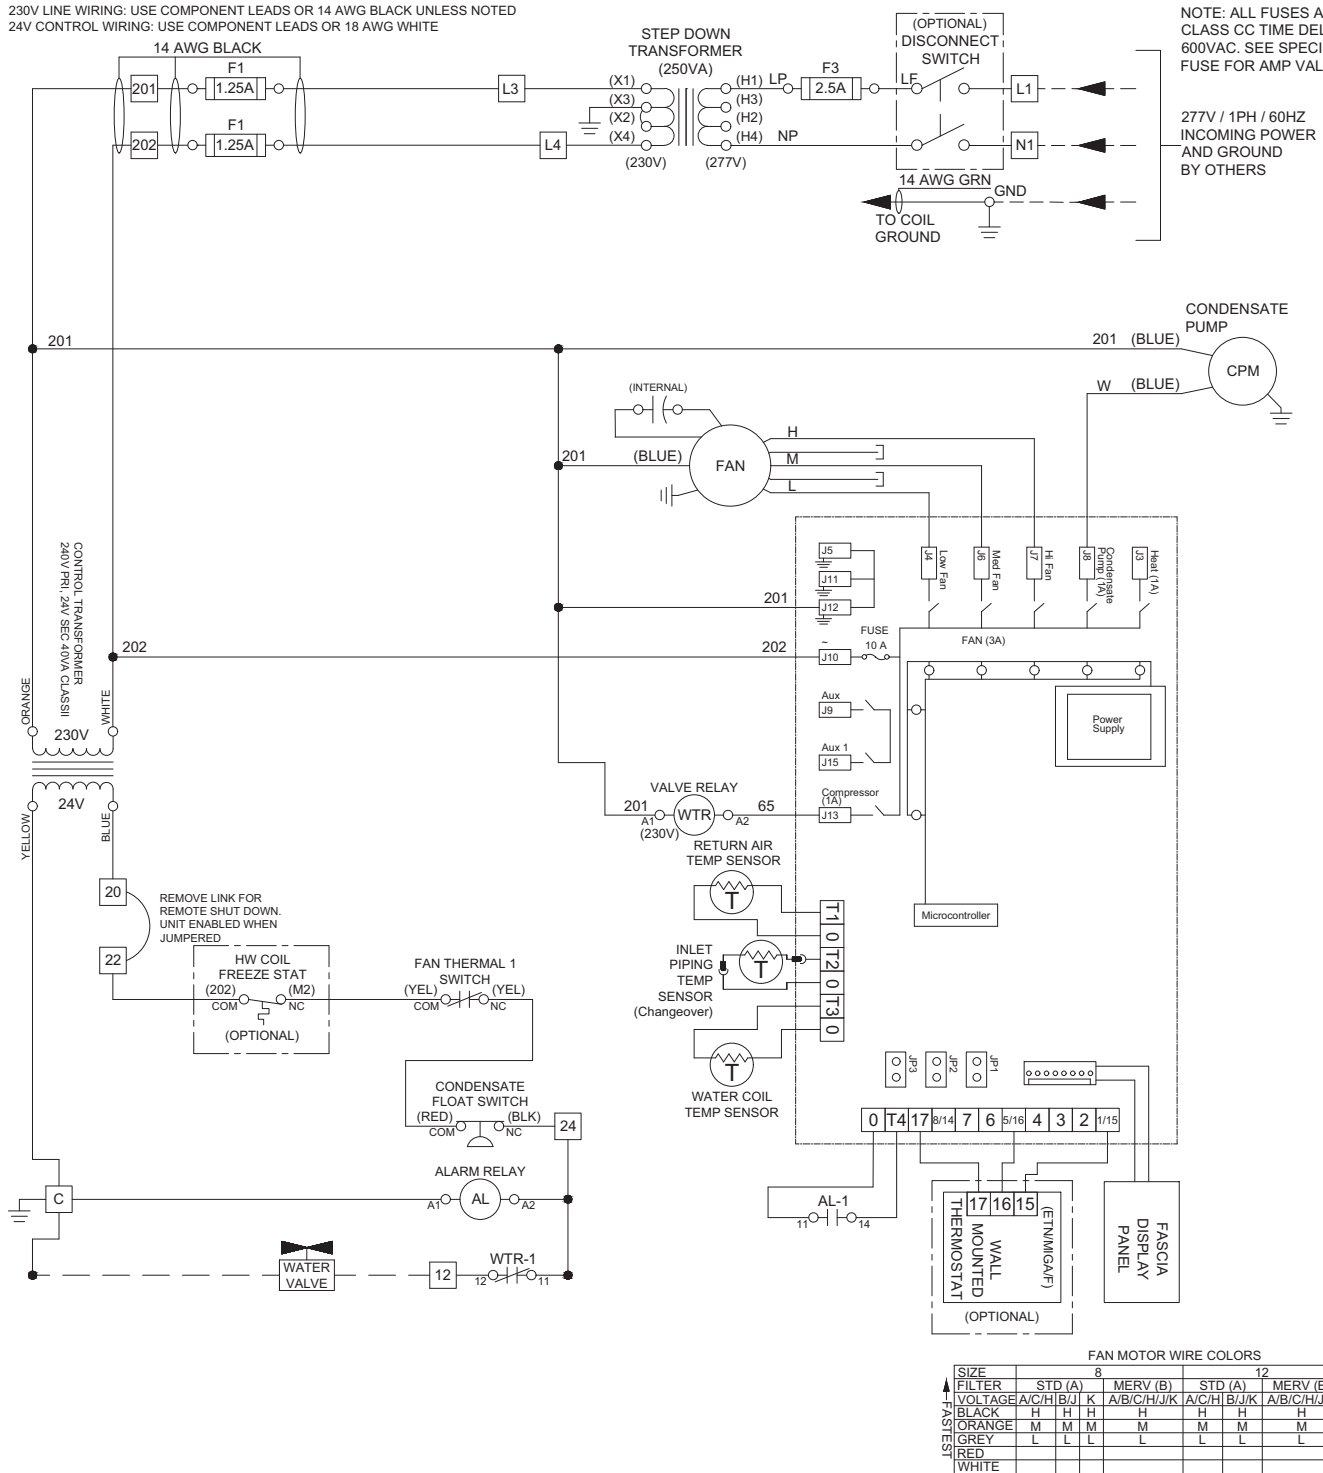 230V LINE WIRING: USE COMPONENT LEADS OR 14 AWG BLACK UNLESS NOTED
24V CONTROL WIRING: USE COMPONENT LEADS OR 18 AWG WHITE
14 AWG BLACK
201
F1
1.25A
202
F1
1.25A
L3
L4
STEP DOWN
TRANSFORMER
(250VA)
(X1)
(X3)
(X2)
(X4)
(230V)
(H1)
(H3)
(H2)
(H4)
(277V)
LP
NP
F3
2.5A
LF
(OPTIONAL)
DISCONNECT
SWITCH
L1
N1
14 AWG GRN
GND
TO COIL
GROUND
NOTE: ALL FUSES A
CLASS CC TIME DEL
600VAC. SEE SPECI
FUSE FOR AMP VAL
277V / 1PH / 60HZ
INCOMING POWER
AND GROUND
BY OTHERS
201
201 (BLUE)
W (BLUE)
CONDENSATE
PUMP
CPM
(INTERNAL)
201 (BLUE)
FAN
H
M
L
J5
J11
201
J12
202
202
~
J10
FUSE
10 A
J4
Low Fan
J6
Med Fan
J7
Hi Fan
J8
Condensate
Pump (1A)
J3
Heat (1A)
FAN (3A)
Aux
J9
Aux 1
J15
Compressor
(1A)
J13
Power
Supply
Microcontroller
CONTROL TRANSFORMER
240V PRI, 24V SEC 40VA CLASSII
ORANGE
WHITE
230V
24V
YELLOW
BLUE
VALVE RELAY
201
A1
(230V)
WTR
A2
65
RETURN AIR
TEMP SENSOR
T
INLET
PIPING
TEMP
SENSOR
(Changeover)
T
T
WATER COIL
TEMP SENSOR
T1
0
T2
0
T3
0
20
22
REMOVE LINK FOR
REMOTE SHUT DOWN.
UNIT ENABLED WHEN
JUMPERED
HW COIL
FREEZE STAT
(202)
COM
(M2)
NC
(OPTIONAL)
FAN THERMAL 1
SWITCH
(YEL)
COM
(YEL)
NC
CONDENSATE
FLOAT SWITCH
(RED)
COM
(BLK)
NC
24
C
ALARM RELAY
A1
AL
A2
WATER
VALVE
12
WTR-1
12
11
JP3
JP2
JP1
0 T4 17 8/14 7 6 5/16 4 3 2 1/15
AL-1
11
14
17 16 15
WALL
MOUNTED
THERMOSTAT
(ETN/MIGA/F)
(OPTIONAL)
FASCIA
DISPLAY
PANEL
FAN MOTOR WIRE COLORS
SIZE 8 12
FILTER STD (A) MERV (B) STD (A) MERV (B
VOLTAGE A/C/H B/J K A/B/C/H/J/K A/C/H B/J/K A/B/C/H/J
BLACK H H H H H H H
ORANGE M M M M M M M
GREY L L L L L L L
RED
WHITE
FASTEST